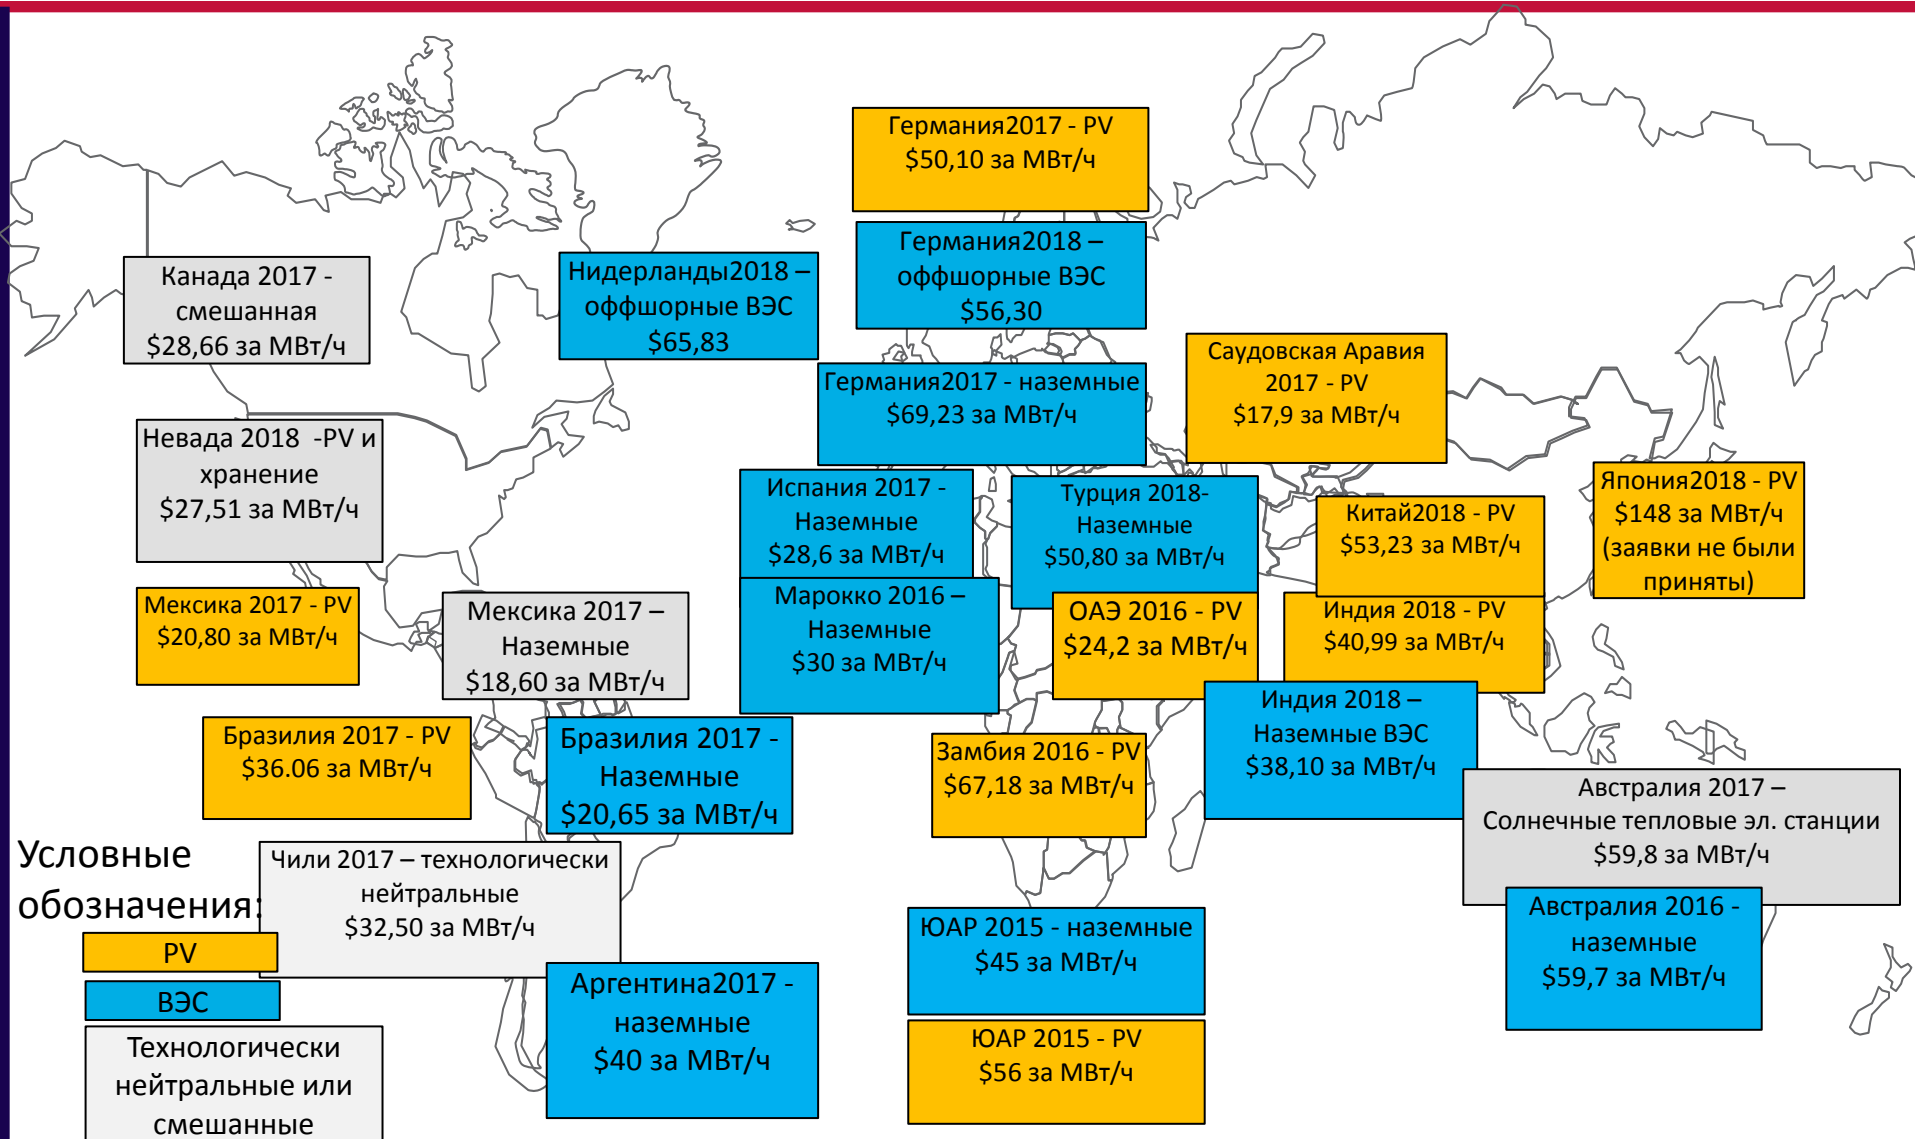 Германия2017 - PV
$50,10 за МВт/ч
Германия2018 –
оффшорные ВЭС
$56,30
Канада 2017 -
смешанная
$28,66 за МВт/ч
Нидерланды2018 –
оффшорные ВЭС
$65,83
Германия2017 - наземные
$69,23 за МВт/ч
Саудовская Аравия
2017 - PV
$17,9 за МВт/ч
Невада 2018  -PV и
хранение
$27,51 за МВт/ч
Испания 2017 -
Наземные
$28,6 за МВт/ч
Турция 2018-
Наземные
$50,80 за МВт/ч
Китай2018 - PV
$53,23 за МВт/ч
Япония2018 - PV
$148 за МВт/ч
(заявки не были
приняты)
Мексика 2017 - PV
$20,80 за МВт/ч
Мексика 2017 –
Наземные
$18,60 за МВт/ч
Марокко 2016 –
Наземные
$30 за МВт/ч
ОАЭ 2016 - PV
$24,2 за МВт/ч
Индия 2018 - PV
$40,99 за МВт/ч
Бразилия 2017 - PV
$36.06 за МВт/ч
Бразилия 2017 -
Наземные
$20,65 за МВт/ч
Замбия 2016 - PV
$67,18 за МВт/ч
Индия 2018 –
Наземные ВЭС
$38,10 за МВт/ч
Австралия 2017 –
Солнечные тепловые эл. станции
$59,8 за МВт/ч
Чили 2017 – технологически
нейтральные
$32,50 за МВт/ч
Австралия 2016 -
наземные
$59,7 за МВт/ч
ЮАР 2015 - наземные
$45 за МВт/ч
Аргентина2017 -
наземные
$40 за МВт/ч
ЮАР 2015 - PV
$56 за МВт/ч
Условные
обозначения:
PV
ВЭС
Технологически
нейтральные или
смешанные